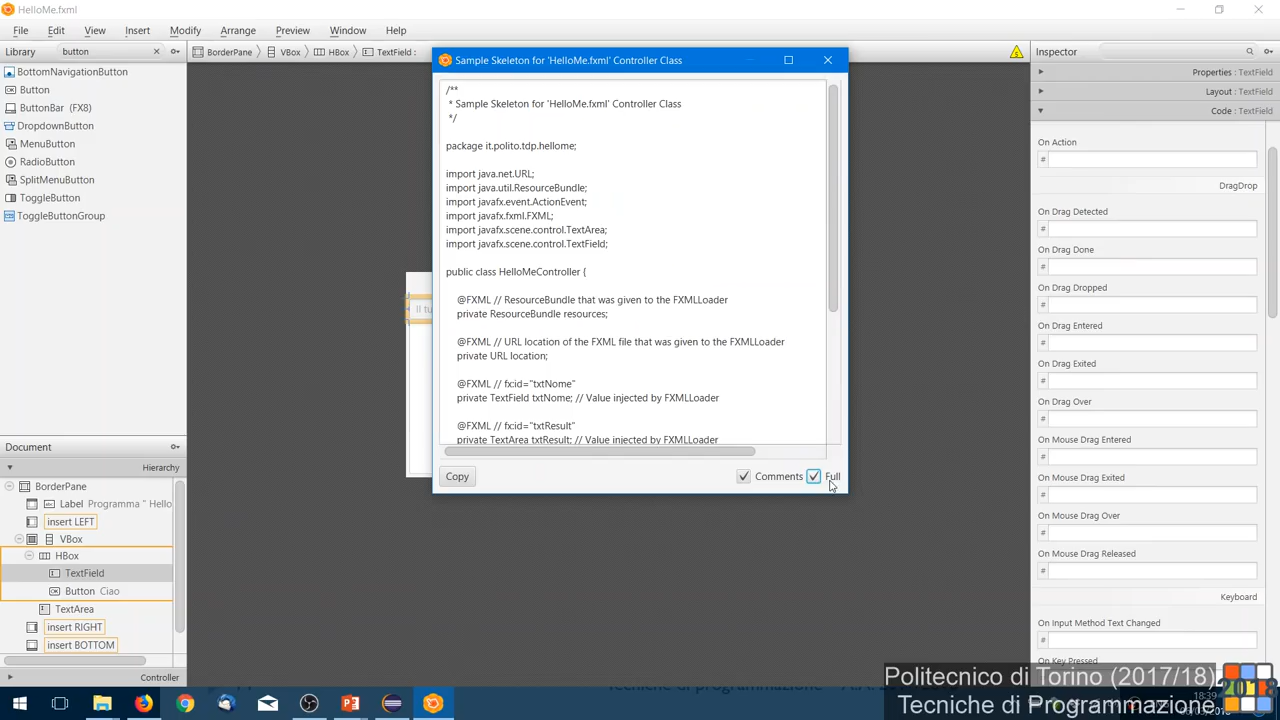 HelloMe.fxml
File Edit View Insert Modify Arrange Preview Window Help
Library button
BorderPane VBox HBox TextField :
Inspector
BottomNavigationButton
Button
ButtonBar (FX8)
DropdownButton
MenuButton
RadioButton
SplitMenuButton
ToggleButton
ToggleButtonGroup
Sample Skeleton for 'HelloMe.fxml' Controller Class
/**
* Sample Skeleton for 'HelloMe.fxml' Controller Class
*/
package it.polito.tdp.hellome;
import java.net.URL;
import java.util.ResourceBundle;
import javafx.event.ActionEvent;
import javafx.fxml.FXML;
import javafx.scene.control.TextArea;
import javafx.scene.control.TextField;
public class HelloMeController {
@FXML // ResourceBundle that was given to the FXMLLoader
private ResourceBundle resources;
@FXML // URL location of the FXML file that was given to the FXMLLoader
private URL location;
@FXML // fx:id="txtNome"
private TextField txtNome; // Value injected by FXMLLoader
@FXML // fx:id="txtResult"
private TextArea txtResult; // Value injected by FXMLLoader
Copy
Comments
Full
Il tu
Properties : TextField
Layout : TextField
Code : TextField
On Action
#
DragDrop
On Drag Detected
#
On Drag Done
#
On Drag Dropped
#
On Drag Entered
#
On Drag Exited
#
On Drag Over
#
On Mouse Drag Entered
#
On Mouse Drag Exited
#
On Mouse Drag Over
#
On Mouse Drag Released
#
Keyboard
On Input Method Text Changed
#
On Key Pressed
Document
Hierarchy
BorderPane
Label Programma " Hello
insert LEFT
VBox
HBox
TextField
Button Ciao
TextArea
insert RIGHT
insert BOTTOM
Controller
Politecnico di Torino (2017/18)
Tecniche di Programmazione
18:39